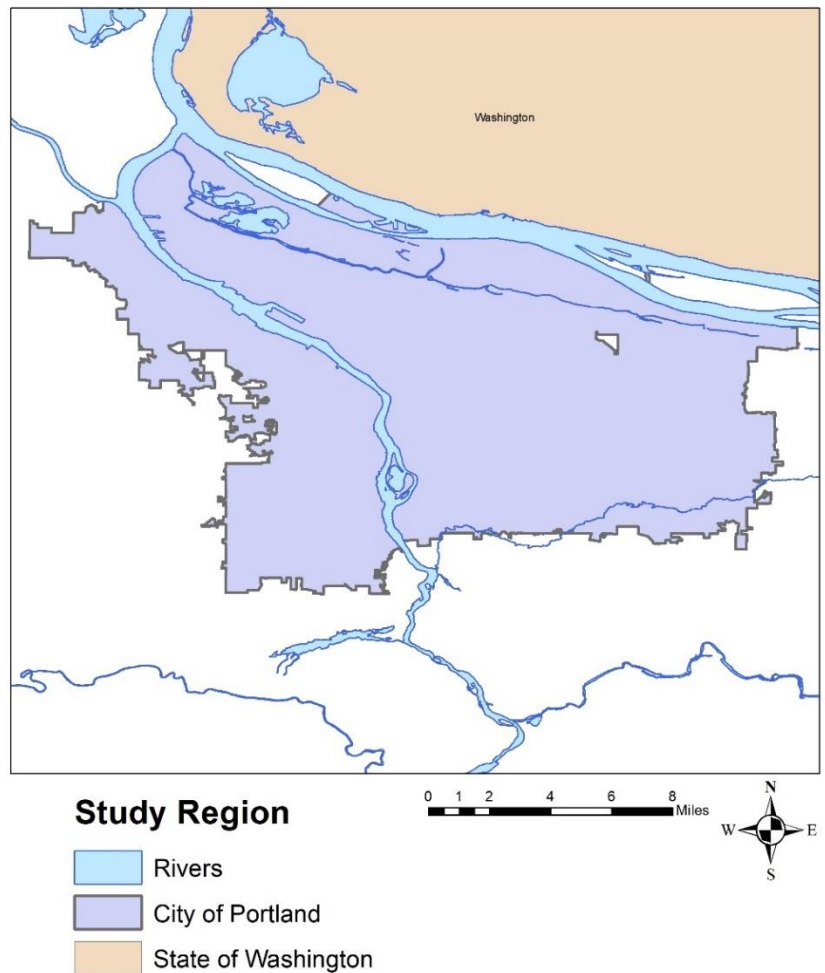 Washington
Study Region
0 1 2 4 6 8
Miles
N
W E
S
Rivers
City of Portland
State of Washington